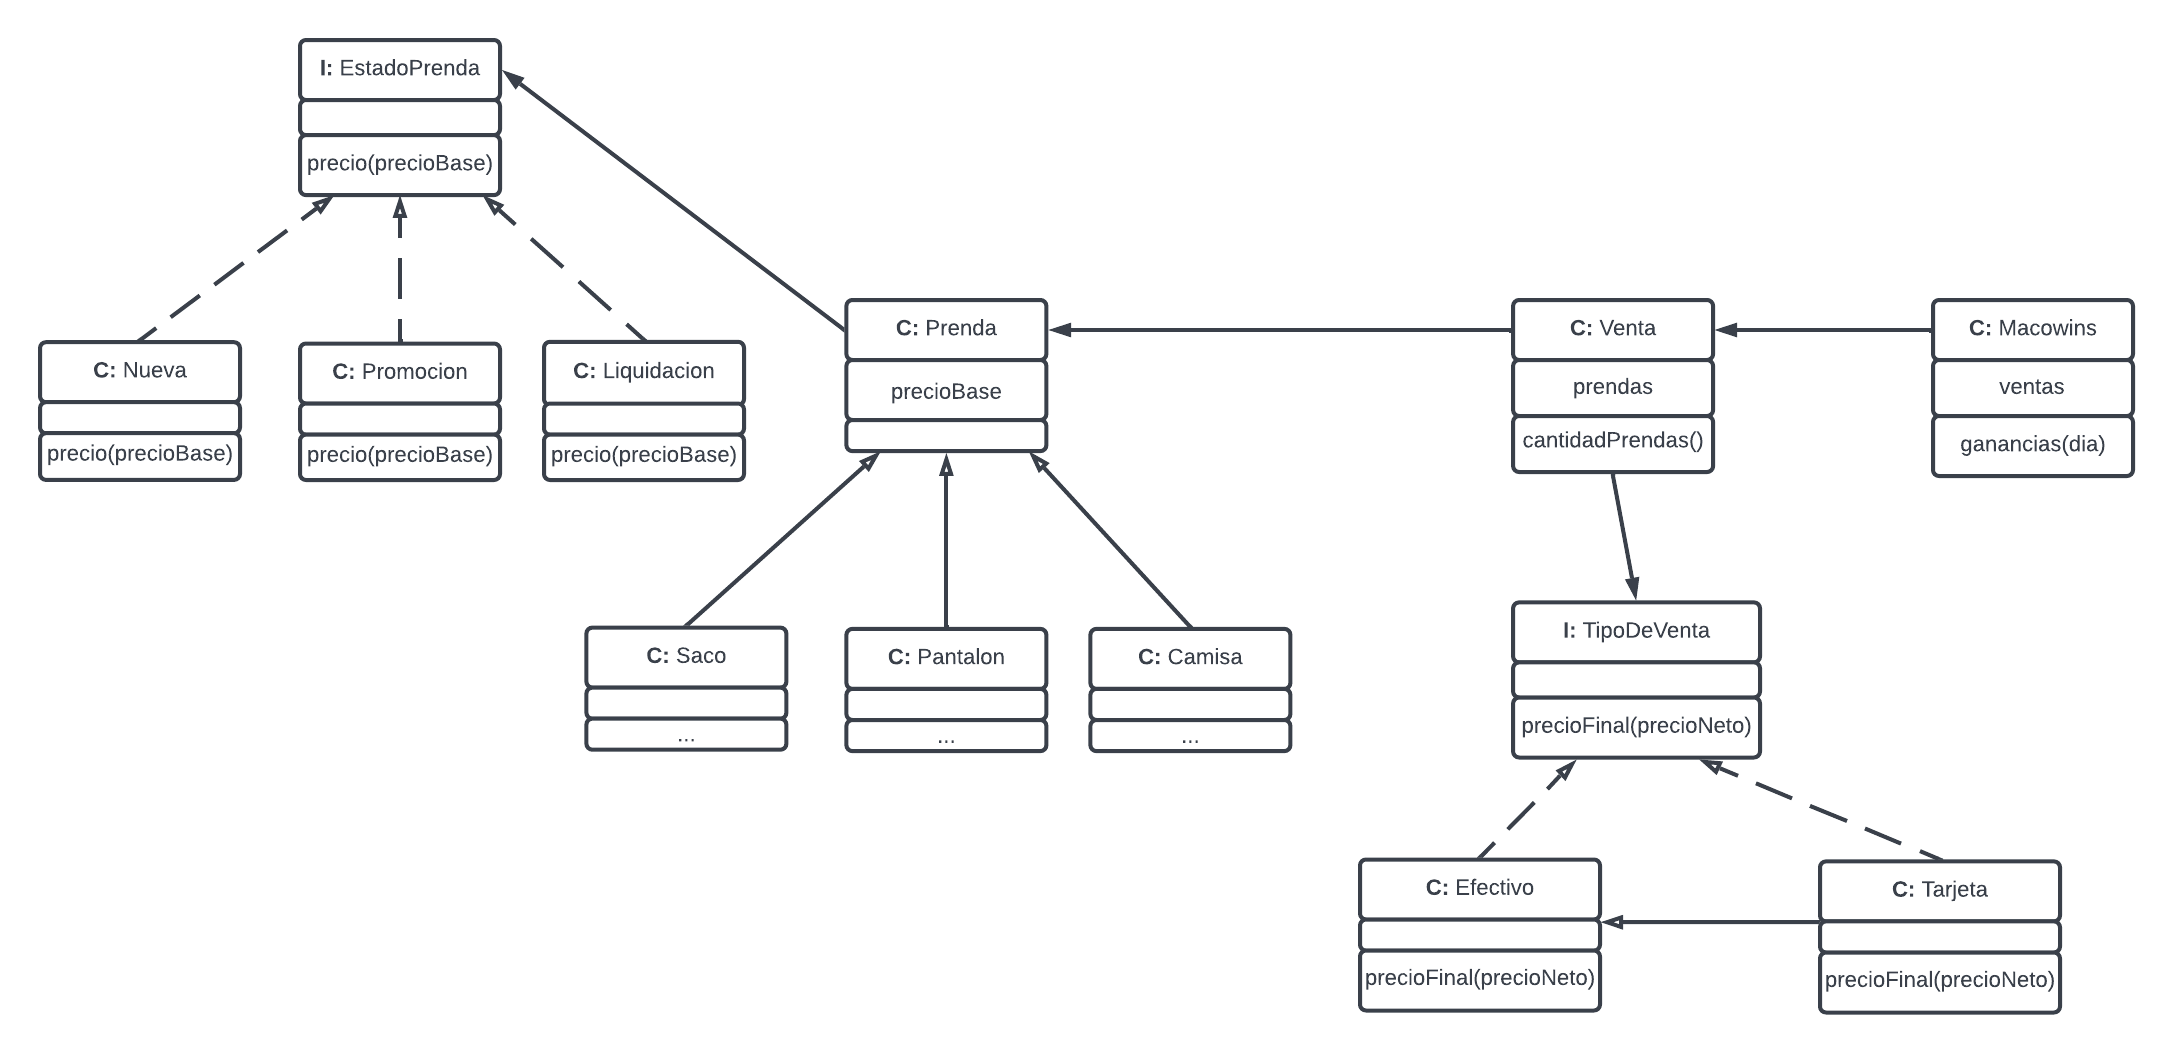 I: EstadoPrenda
precio(precioBase)
C: Nueva
precio(precioBase)
C: Promocion
precio(precioBase)
C: Liquidacion
precio(precioBase)
C: Prenda
precioBase
C: Saco
...
C: Pantalon
...
C: Camisa
...
C: Venta
prendas
cantidadPrendas()
C: Macowins
ventas
ganancias(dia)
I: TipoDeVenta
precioFinal(precioNeto)
C: Efectivo
precioFinal(precioNeto)
C: Tarjeta
precioFinal(precioNeto)